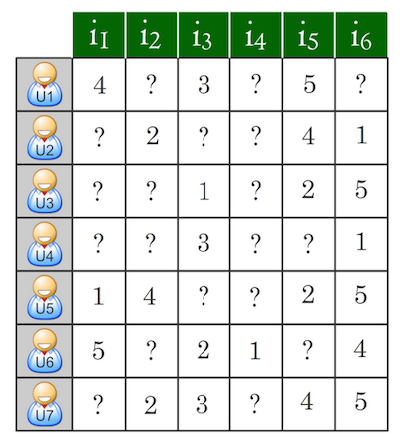 i1 i2 i3 i4 i5 i6
U1 4 ? 3 ? 5 ?
U2 ? 2 ? ? 4 1
U3 ? ? 1 ? 2 5
U4 ? ? 3 ? ? 1
U5 1 4 ? ? 2 5
U6 5 ? 2 1 ? 4
U7 ? 2 3 ? 4 5